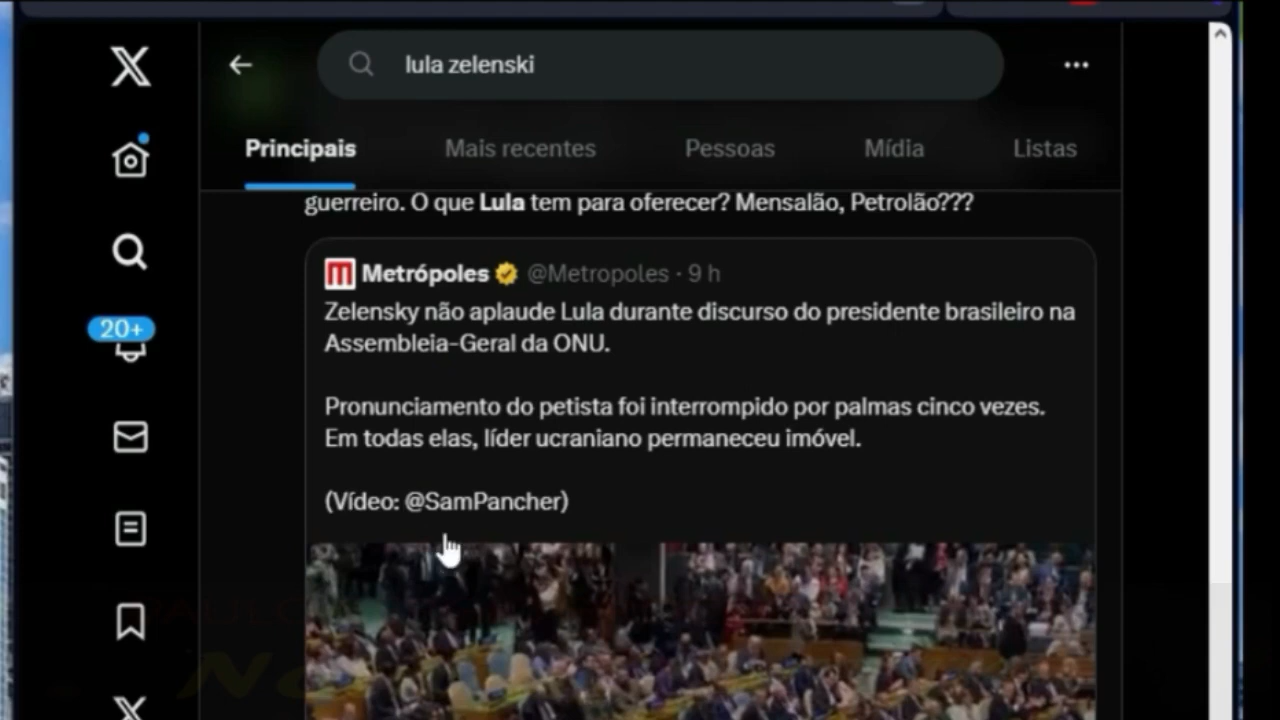 lula zelenski
Principais Mais recentes Pessoas Mídia Listas
guerreiro. O que Lula tem para oferecer? Mensalão, Petrolão???
Metrópoles @Metropoles · 9 h
Zelensky não aplaude Lula durante discurso do presidente brasileiro na
Assembleia-Geral da ONU.
Pronunciamento do petista foi interrompido por palmas cinco vezes.
Em todas elas, líder ucraniano permaneceu imóvel.
(Vídeo: @SamPancher)
20+